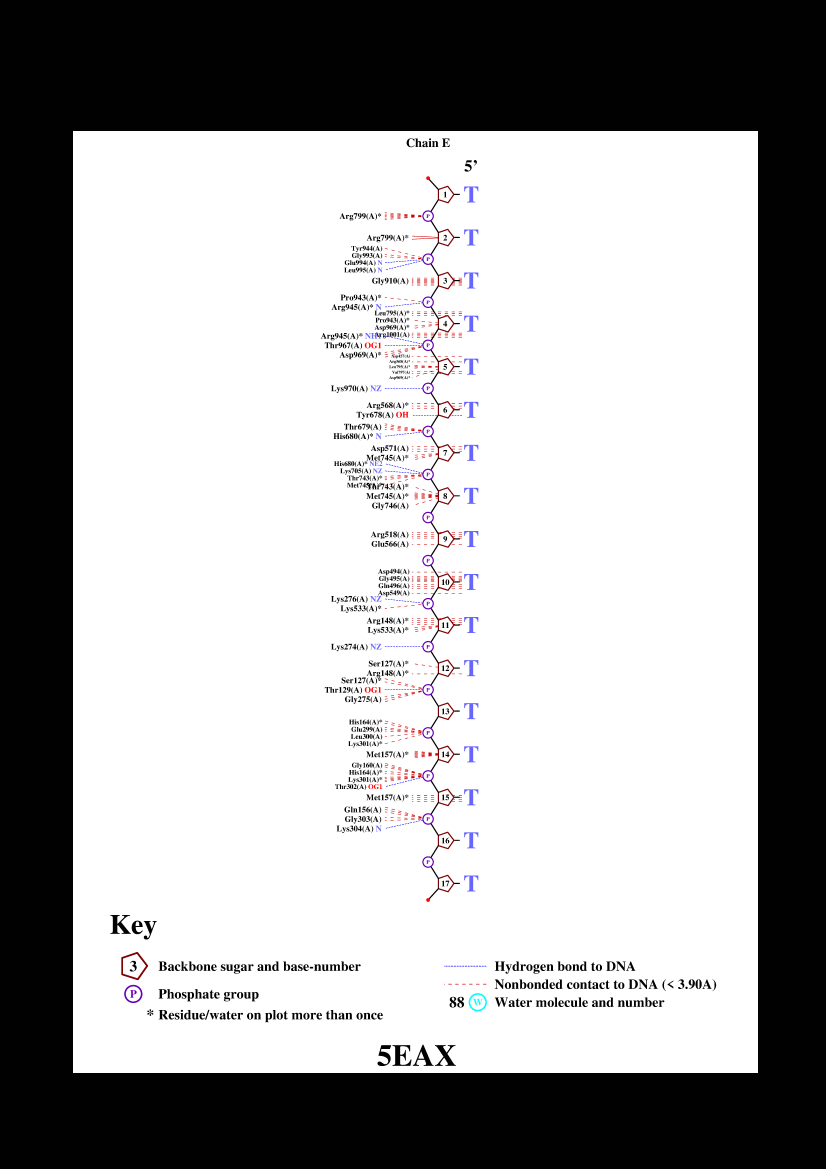 Chain E
5’
1 T
Arg799(A)*
P
Arg799(A)* 2 T
Tyr944(A)
Gly993(A)
P
Glu994(A) N
Leu995(A) N
Gly910(A) 3 T
Pro943(A)*
P
Arg945(A)* N
Leu795(A)*
Pro943(A)*
4 T
Asp969(A)*
Arg1001(A)
Arg945(A)*
P
Thr967(A) OG1
Asp969(A)*
Leu795(A)*
5 T
Lys970(A) NZ P
Arg568(A)*
6 T
Tyr678(A) OH
Thr679(A)
P
His680(A)* N
Asp571(A)
7 T
Met745(A)*
His680(A)* NE2
Lys705(A) NZ
P
Thr743(A)*
Thr743(A)*
Met745(A)* 8 T
Gly746(A)
P
Arg518(A)
9 T
Glu566(A)
P
Asp494(A)
Gly495(A)
10 T
Gln496(A)
Asp549(A)
Lys276(A) NZ
P
Lys533(A)*
Arg148(A)*
11 T
Lys533(A)*
Lys274(A) NZ P
Ser127(A)*
12 T
Arg148(A)*
Ser127(A)*
Thr129(A) OG1 P
Gly275(A)
13 T
His164(A)*
Glu299(A)
P
Leu300(A)
Lys301(A)*
Met157(A)* 14 T
Gly160(A)
His164(A)*
P
Lys301(A)*
Thr302(A) OG1
Met157(A)* 15 T
Gln156(A)
Gly303(A) P
Lys304(A) N
16 T
P
17 T
Key
3 Backbone sugar and base-number
P Phosphate group
* Residue/water on plot more than once
Hydrogen bond to DNA
Nonbonded contact to DNA (< 3.90A)
88 W Water molecule and number
5EAX